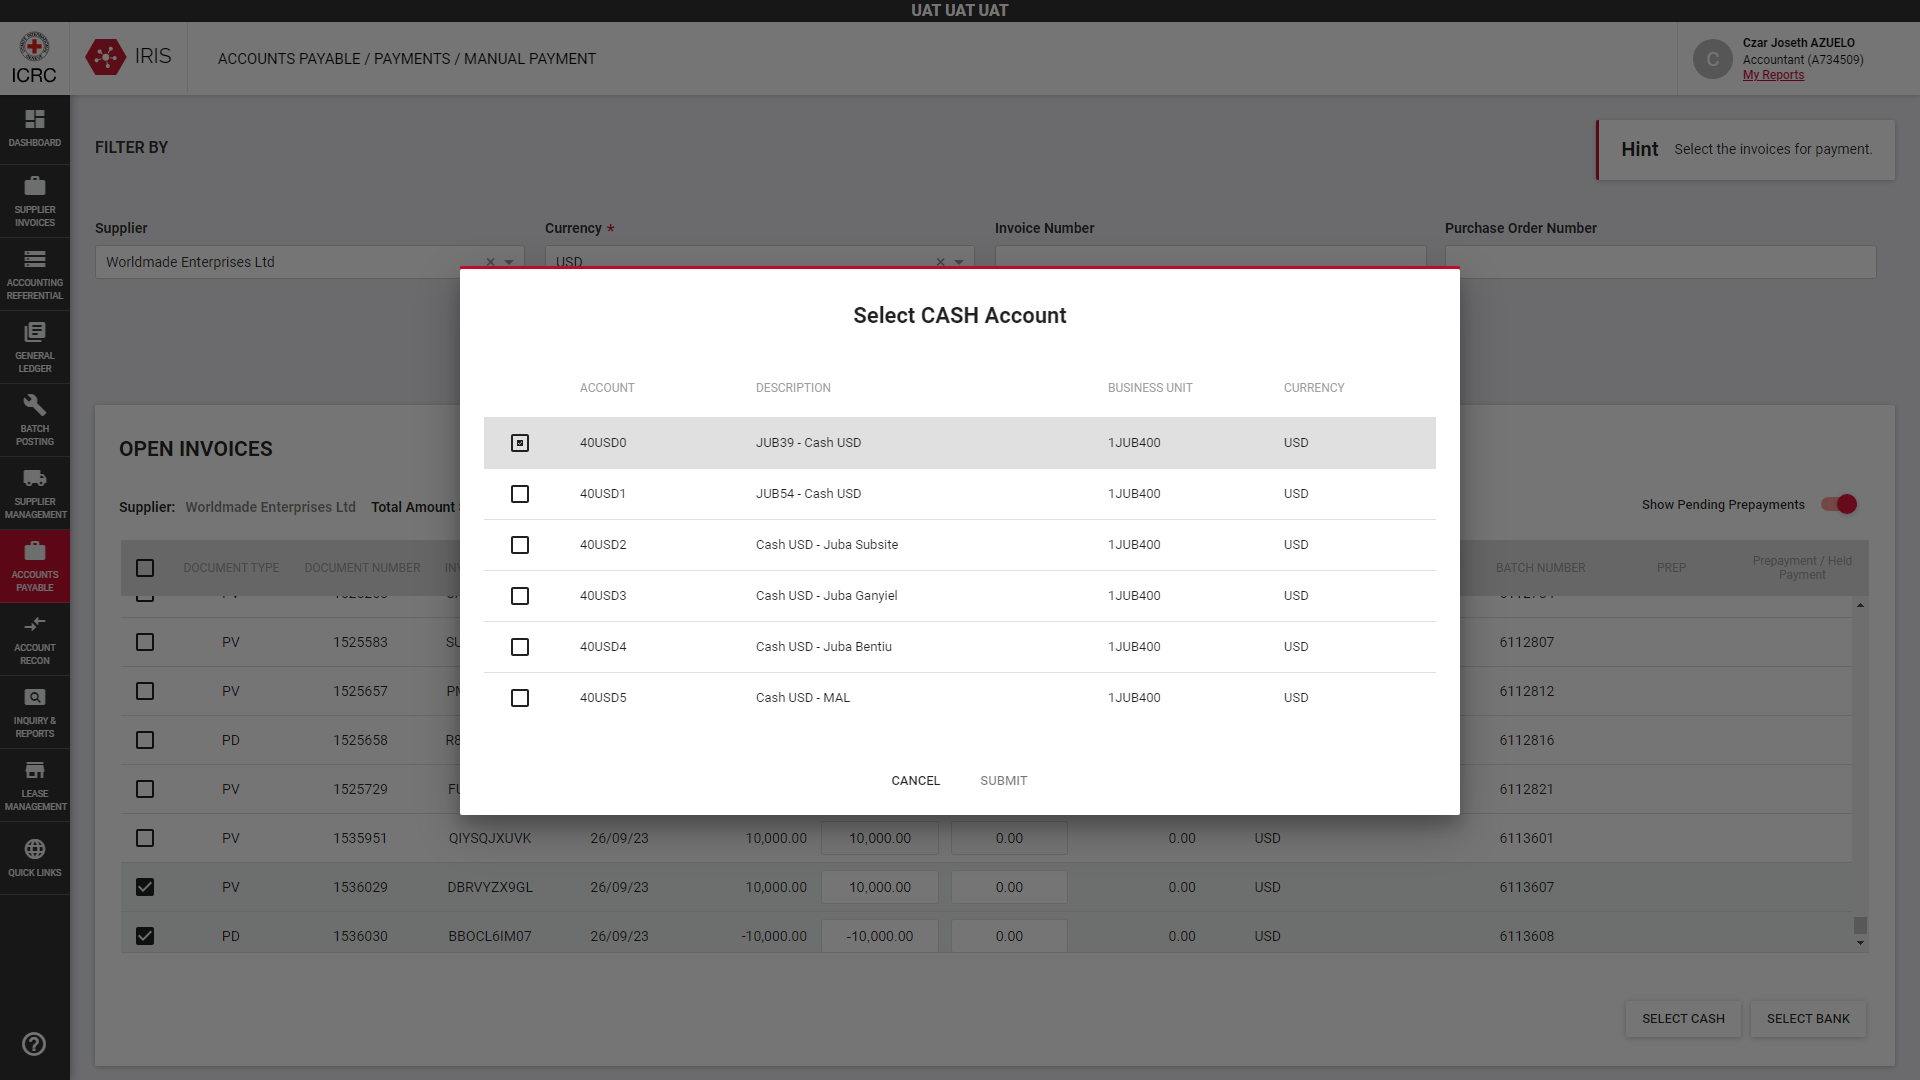 UAT UAT UAT
ICRC
IRIS
ACCOUNTS PAYABLE / PAYMENTS / MANUAL PAYMENT
C
Czar Joseth AZUELO
Accountant (A734509)
My Reports
DASHBOARD
SUPPLIER
INVOICES
ACCOUNTING
REFERENTIAL
GENERAL
LEDGER
BATCH
POSTING
SUPPLIER
MANAGEMENT
ACCOUNTS
PAYABLE
ACCOUNT
RECON
INQUIRY &
REPORTS
LEASE
MANAGEMENT
QUICK LINKS
FILTER BY
Hint Select the invoices for payment.
Supplier Currency * Invoice Number Purchase Order Number
Worldmade Enterprises Ltd USD
Select CASH Account
ACCOUNT DESCRIPTION BUSINESS UNIT CURRENCY
40USD0 JUB39 - Cash USD 1JUB400 USD
40USD1 JUB54 - Cash USD 1JUB400 USD
40USD2 Cash USD - Juba Subsite 1JUB400 USD
40USD3 Cash USD - Juba Ganyiel 1JUB400 USD
40USD4 Cash USD - Juba Bentiu 1JUB400 USD
40USD5 Cash USD - MAL 1JUB400 USD
CANCEL SUBMIT
OPEN INVOICES
Supplier: Worldmade Enterprises Ltd Total Amount
Show Pending Prepayments
DOCUMENT TYPE DOCUMENT NUMBER BATCH NUMBER PREP Prepayment / Held
Payment
PV 1525583 6112807
PV 1525657 6112812
PD 1525658 6112816
PV 1525729 6112821
PV 1535951 QIYSQJXUVK 26/09/23 10,000.00 10,000.00 0.00 0.00 USD 6113601
PV 1536029 DBRVYZX9GL 26/09/23 10,000.00 10,000.00 0.00 0.00 USD 6113607
PD 1536030 BBOCL6IM07 26/09/23 -10,000.00 -10,000.00 0.00 0.00 USD 6113608
SELECT CASH SELECT BANK